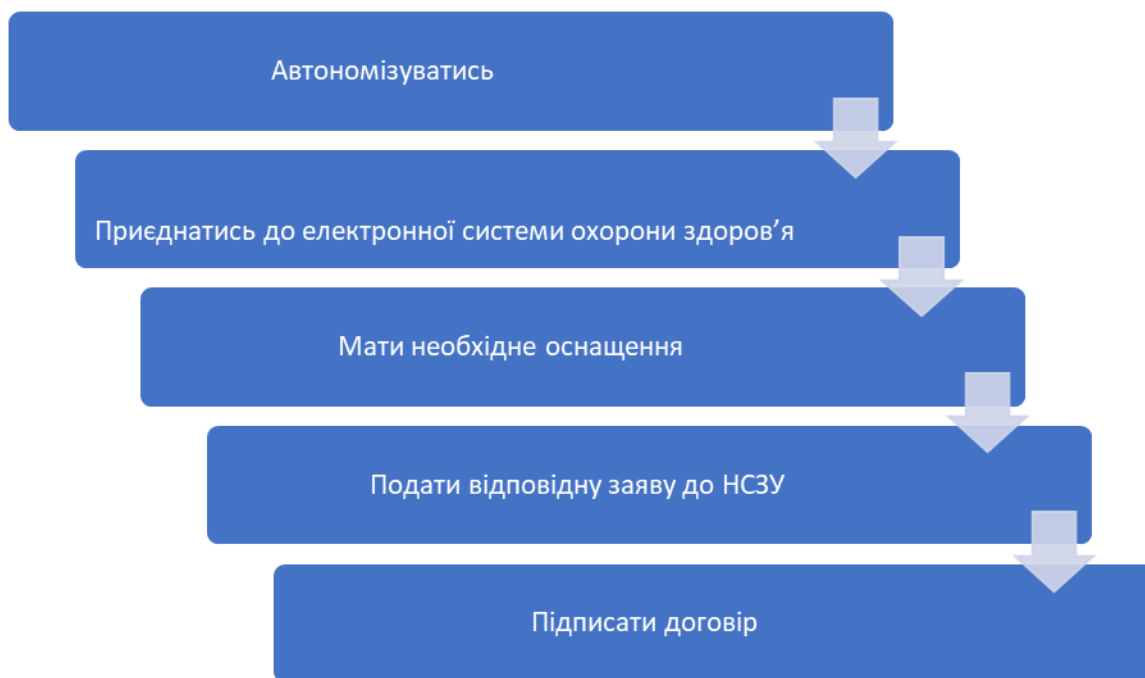 Автономізуватись
Приєднатись до електронної системи охорони здоров’я
Мати необхідне оснащення
Подати відповідну заяву до НСЗУ
Підписати договір